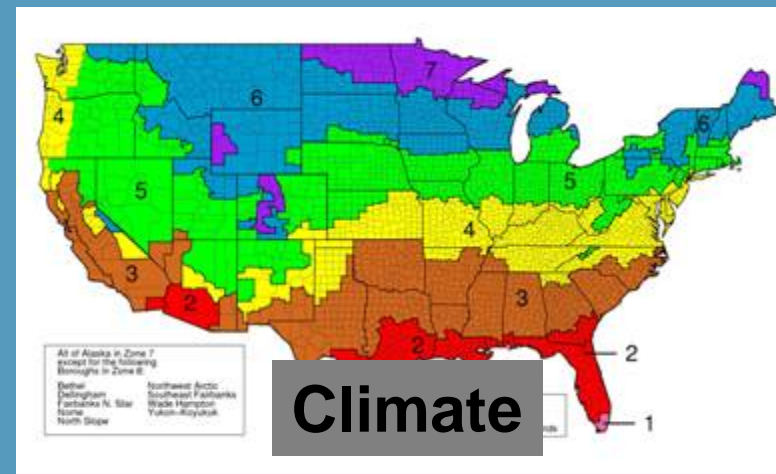 7
6
4
6
5
5
4
3
3
2
2
2
1
All of Alaska in Zone 7
except for the following
Boroughs in Zone 8:
Bethel Northwest Arctic
Dellingham Southeast Fairbanks
Fairbanks N. Star Wade Hampton
Nome Yukon-Koyukuk
North Slope
Climate